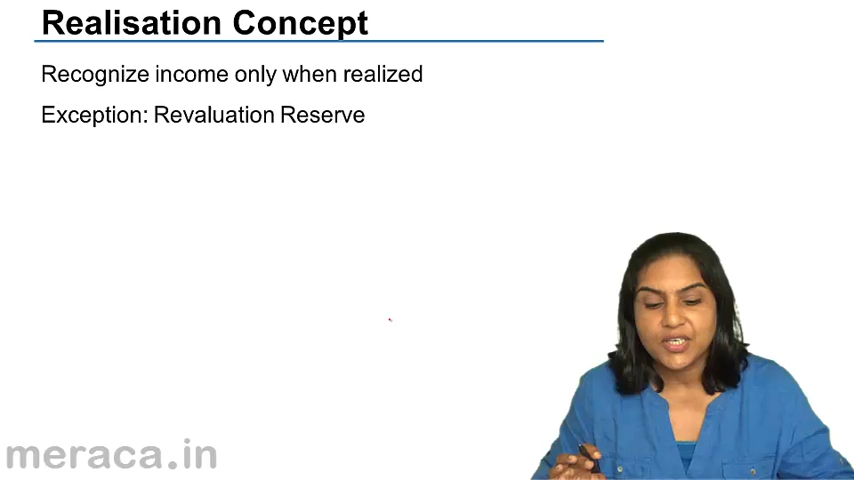 Realisation Concept
Recognize income only when realized
Exception: Revaluation Reserve
meraca.in